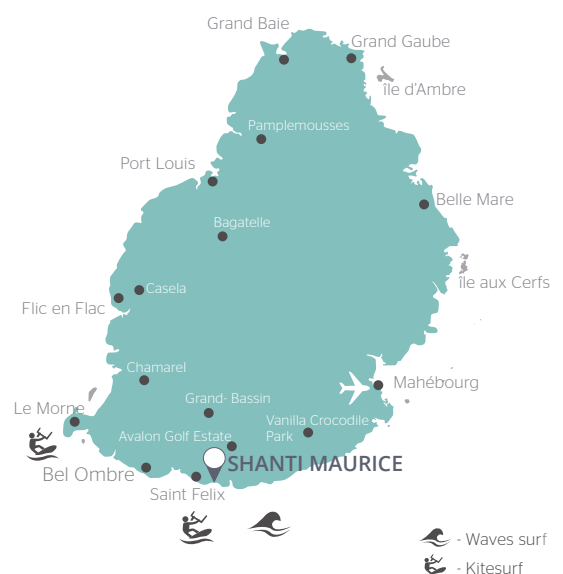 Grand Baie
Grand Gaube
île d'Ambre
Pamplemousses
Port Louis
Belle Mare
Bagatelle
île aux Cerfs
Casela
Flic en Flac
Chamarel
Mahébourg
Grand- Bassin
Le Morne
Vanilla Crocodile
Park
Avalon Golf Estate
SHANTI MAURICE
Bel Ombre
Saint Felix
- Waves surf
- Kitesurf